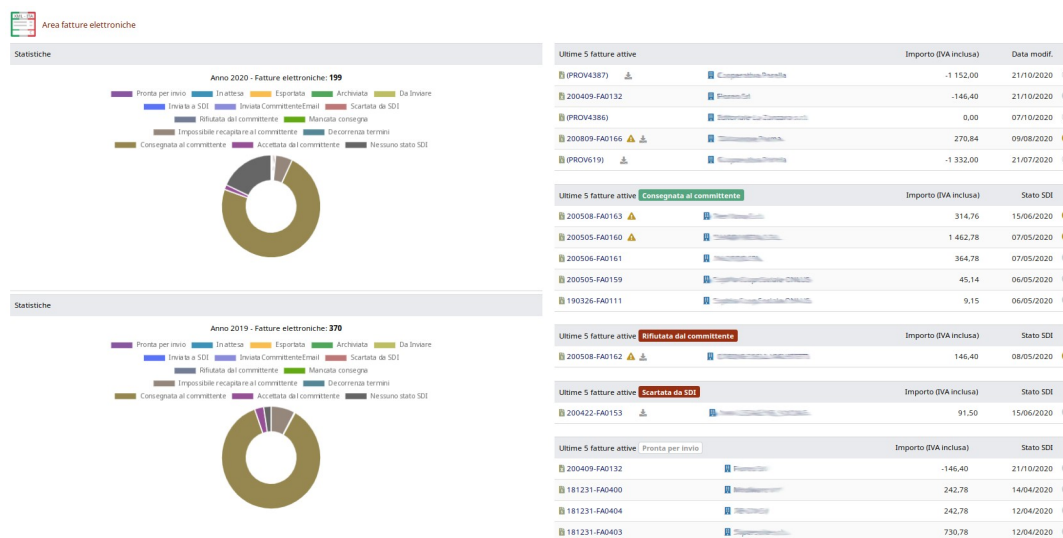 Area fatture elettroniche
Statistiche
Anno 2020 - Fatture elettroniche: 199
Pronta per invio In attesa Esportata Archiviata Da Inviare
Inviata a SDI Inviata CommittenteEmail Scartata da SDI
Rifiutata dal committente Mancata consegna
Impossibile recapitare al committente Decorrenza termini
Consegnata al committente Accettata dal committente Nessuno stato SDI
Statistiche
Anno 2019 - Fatture elettroniche: 370
Pronta per invio In attesa Esportata Archiviata Da Inviare
Inviata a SDI Inviata CommittenteEmail Scartata da SDI
Rifiutata dal committente Mancata consegna
Impossibile recapitare al committente Decorrenza termini
Consegnata al committente Accettata dal committente Nessuno stato SDI
Ultime 5 fatture attive Importo (IVA inclusa) Data modif.
(PROV4387) -1 152,00 21/10/2020
200409-FA0132 -146,40 21/10/2020
(PROV4386) 0,00 07/10/2020
200809-FA0166 270,84 09/08/2020
(PROV619) -1 332,00 21/07/2020
Ultime 5 fatture attive Consegnata al committente Importo (IVA inclusa) Stato SDI
200508-FA0163 314,76 15/06/2020
200505-FA0160 1 462,78 07/05/2020
200506-FA0161 364,78 07/05/2020
200505-FA0159 45,14 06/05/2020
190326-FA0111 9,15 06/05/2020
Ultime 5 fatture attive Rifiutata dal committente Importo (IVA inclusa) Stato SDI
200508-FA0162 146,40 08/05/2020
Ultime 5 fatture attive Scartata da SDI Importo (IVA inclusa) Stato SDI
200422-FA0153 91,50 15/06/2020
Ultime 5 fatture attive Pronta per invio Importo (IVA inclusa) Stato SDI
200409-FA0132 -146,40 21/10/2020
181231-FA0400 242,78 14/04/2020
181231-FA0404 242,78 12/04/2020
181231-FA0403 730,78 12/04/2020